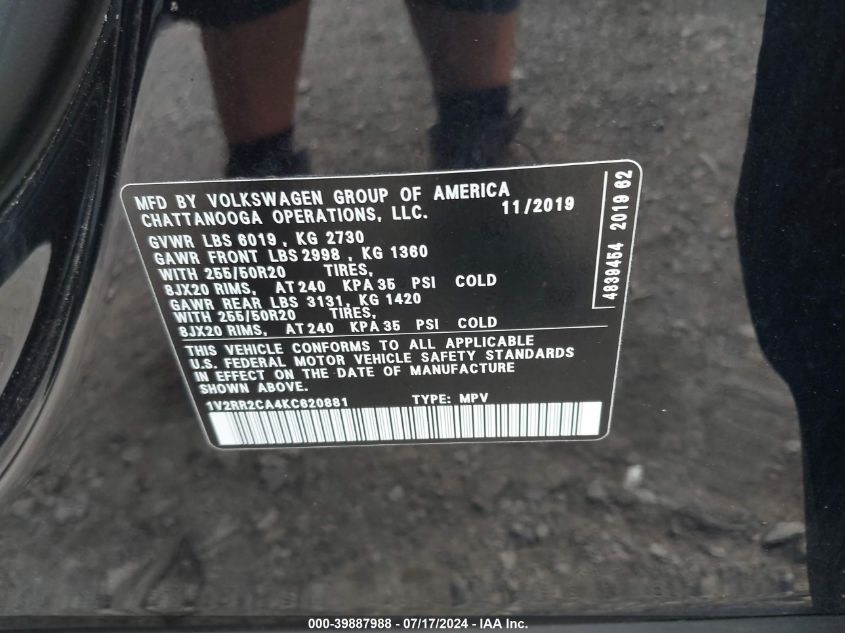 MFD BY VOLKSWAGEN GROUP OF AMERICA
CHATTANOOGA OPERATIONS, LLC. 11/2019
GVWR LBS 6019, KG 2730
GAWR FRONT LBS 2998, KG 1360
WITH 255/50R20 TIRES,
8JX20 RIMS, AT 240 KPA 35 PSI COLD
GAWR REAR LBS 3131, KG 1420
WITH 255/50R20 TIRES,
8JX20 RIMS, AT 240 KPA 35 PSI COLD
THIS VEHICLE CONFORMS TO ALL APPLICABLE
U.S. FEDERAL MOTOR VEHICLE SAFETY STANDARDS
IN EFFECT ON THE DATE OF MANUFACTURE
SHOWN ABOVE.
1V2RR2CA4KC620881 TYPE: MPV
4839454 2019 62
000-39887988 - 07/17/2024 - IAA Inc.